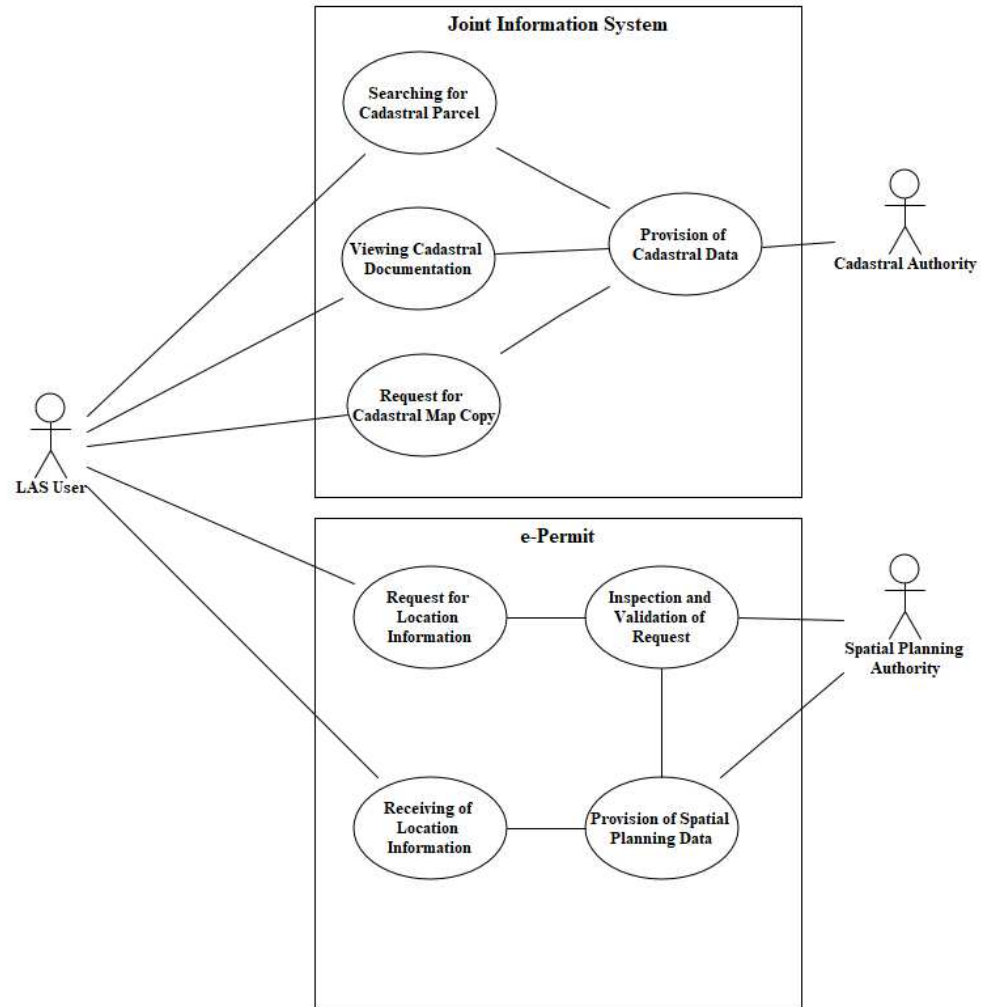 Joint Information System
Searching for
Cadastral Parcel
Viewing Cadastral
Documentation
Provision of
Cadastral Data
Cadastral Authority
Request for
Cadastral Map Copy
LAS User
e-Permit
Request for
Location
Information
Inspection and
Validation of
Request
Spatial Planning
Authority
Receiving of
Location
Information
Provision of Spatial
Planning Data